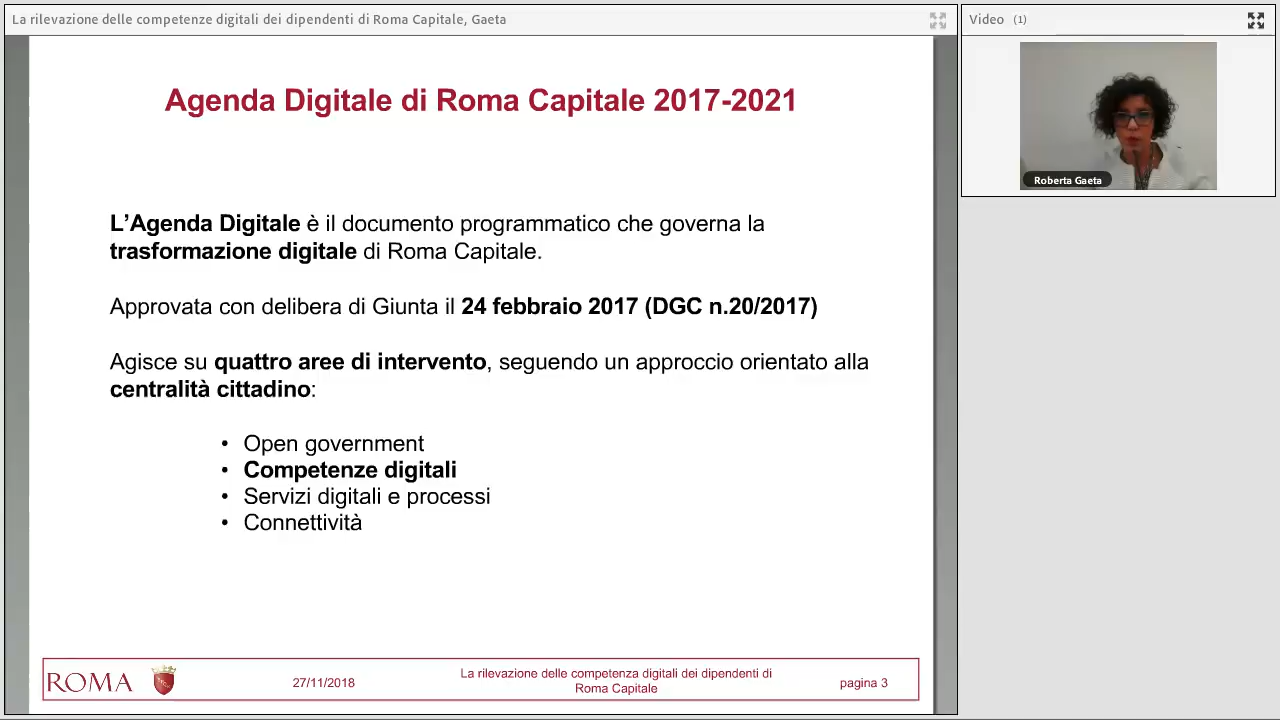 La rilevazione delle competenze digitali dei dipendenti di Roma Capitale, Gaeta
Video (1)
Roberta Gaeta
Agenda Digitale di Roma Capitale 2017-2021
L’Agenda Digitale è il documento programmatico che governa la
trasformazione digitale di Roma Capitale.
Approvata con delibera di Giunta il 24 febbraio 2017 (DGC n.20/2017)
Agisce su quattro aree di intervento, seguendo un approccio orientato alla
centralità cittadino:
• Open government
• Competenze digitali
• Servizi digitali e processi
• Connettività
ROMA
27/11/2018
La rilevazione delle competenza digitali dei dipendenti di
Roma Capitale
pagina 3